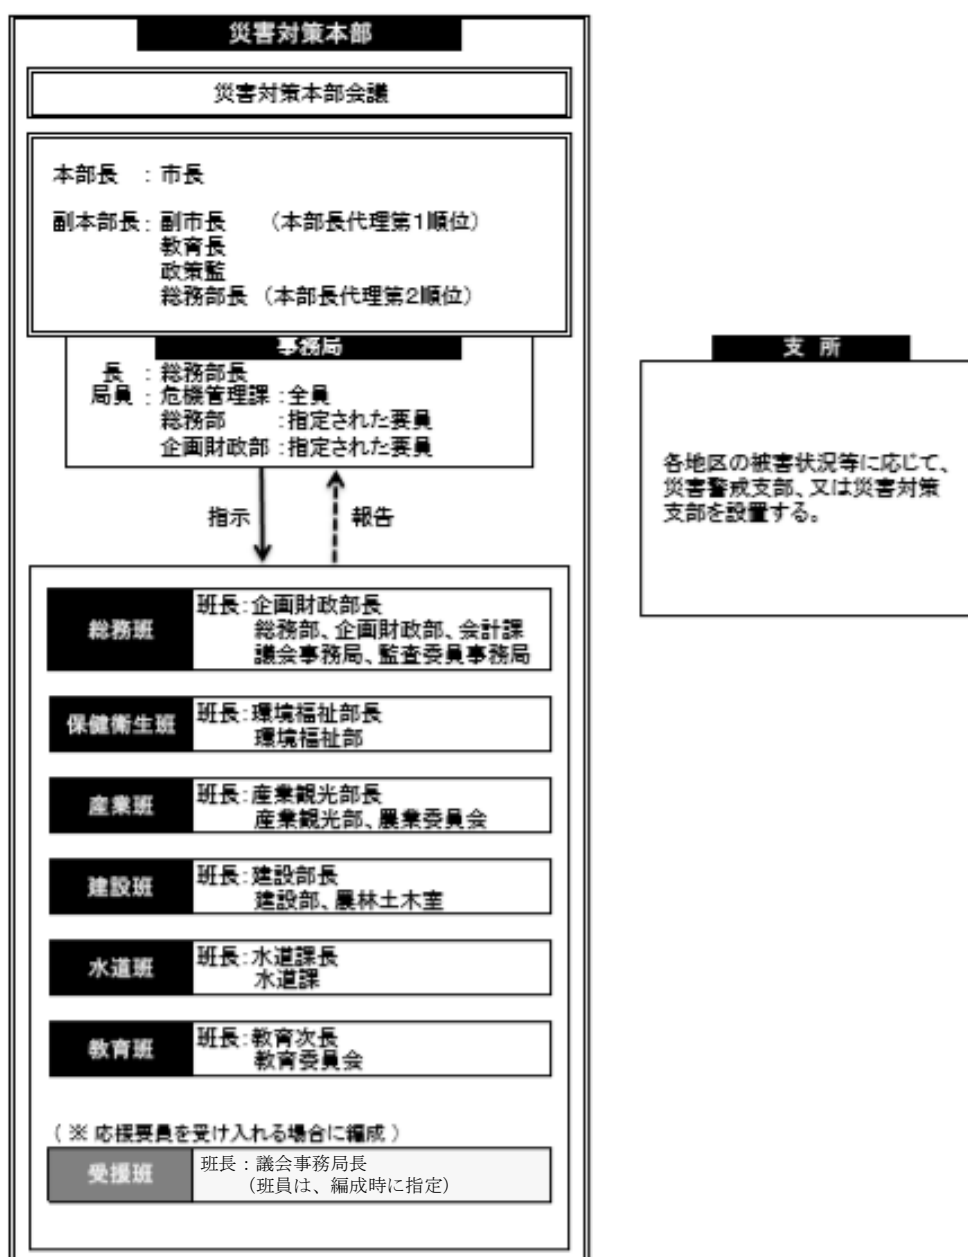 災害対策本部
災害対策本部会議
本部長 : 市長
副本部長 : 副市長 (本部長代理第1順位)
教育長
政策監
総務部長 (本部長代理第2順位)
事務局
長 : 総務部長
局員 : 危機管理課 : 全員
総務部 : 指定された要員
企画財政部 : 指定された要員
指示
報告
総務班
班長 : 企画財政部長
総務部、企画財政部、会計課
議会事務局、監査委員事務局
保健衛生班
班長 : 環境福祉部長
環境福祉部
産業班
班長 : 産業観光部長
産業観光部、農業委員会
建設班
班長 : 建設部長
建設部、農林土木室
水道班
班長 : 水道課長
水道課
教育班
班長 : 教育次長
教育委員会
( ※ 応援要員を受け入れる場合に編成 )
受援班
班長:議会事務局長
(班員は、編成時に指定)
支 所
各地区の被害状況等に応じて、
災害警戒支部、又は災害対策
支部を設置する。